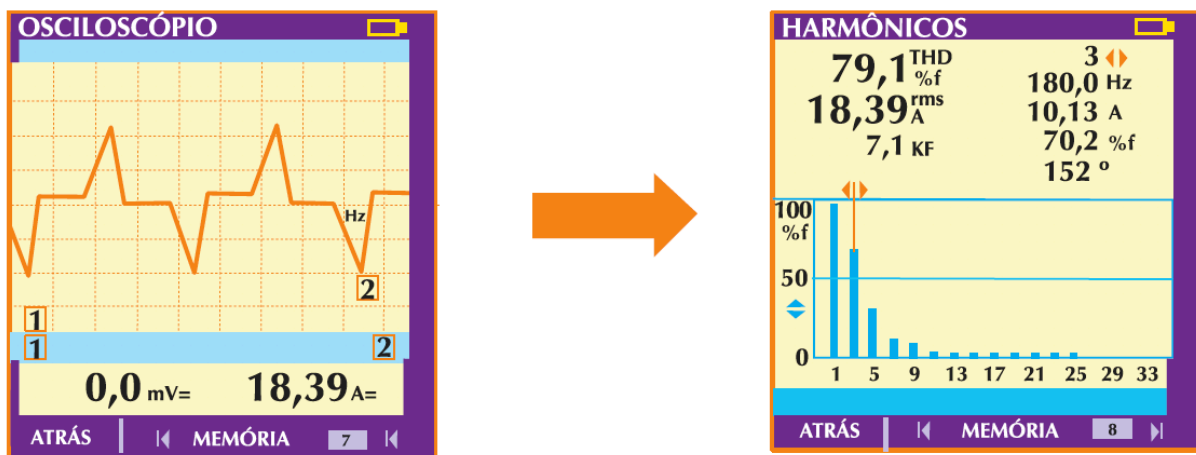 OSCILOSCÓPIO
Hz
2
1
1 2
0,0 mV= 18,39 A=
ATRÁS MEMÓRIA 7
HARMÔNICOS
79,1 THD %f
18,39 rms A
7,1 KF
3
180,0 Hz
10,13 A
70,2 %f
152 º
100
%f
50
0
1 5 9 13 17 21 25 29 33
ATRÁS MEMÓRIA 8